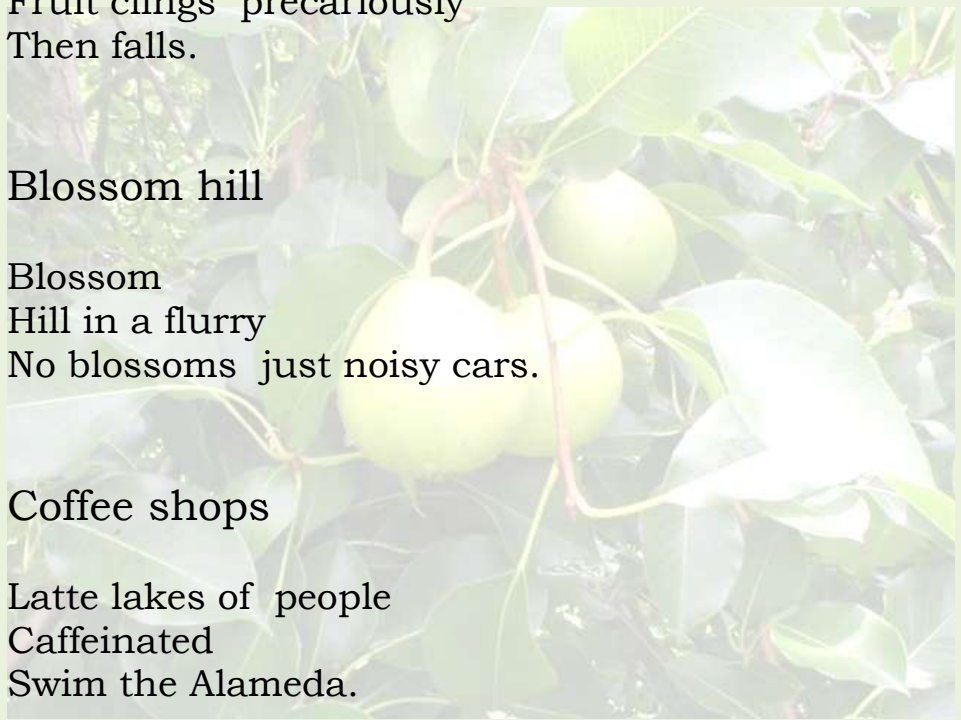 Fruit clings  precariously
Then falls.
Blossom hill
Blossom
Hill in a flurry
No blossoms  just noisy cars.
Coffee shops
Latte lakes of  people
Caffeinated
Swim the Alameda.